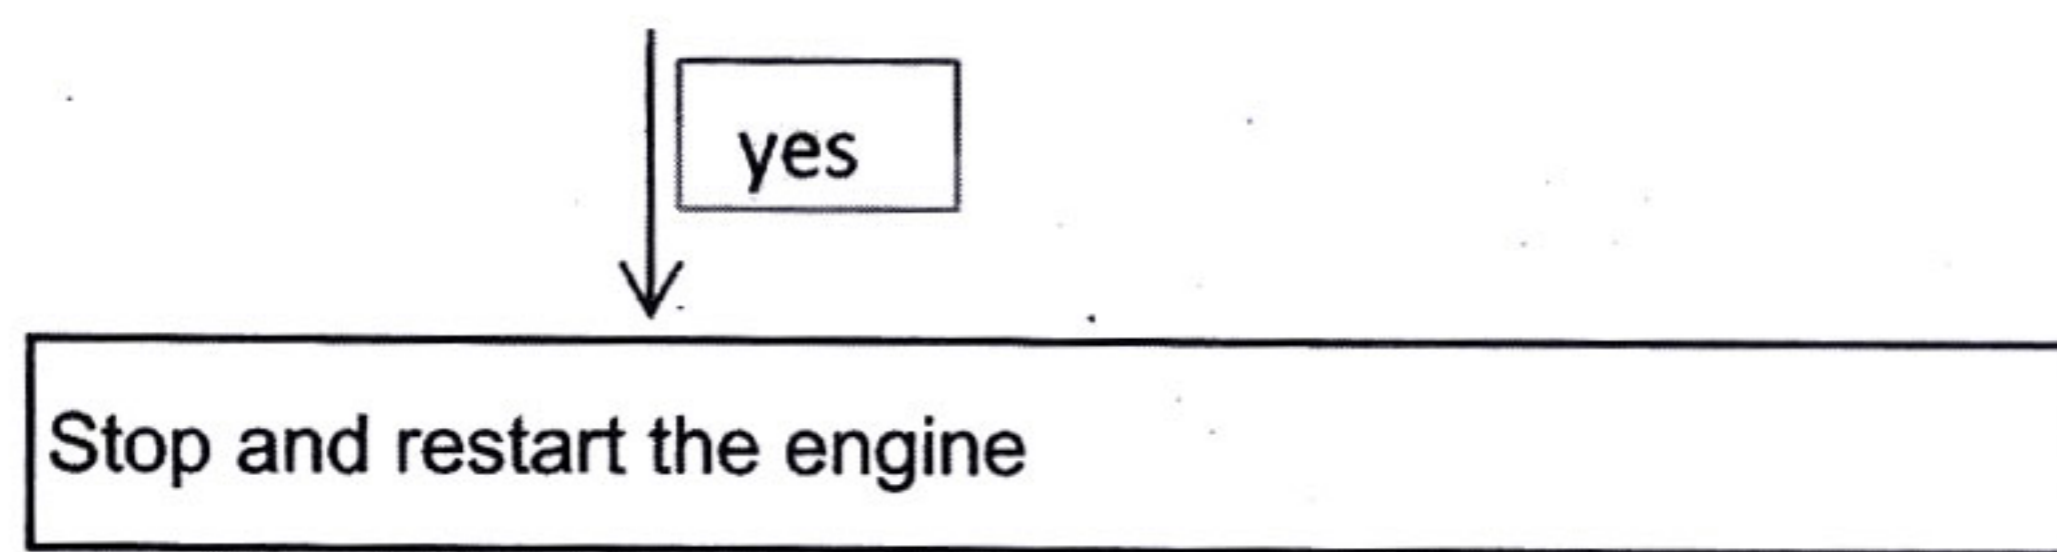 yes
Stop and restart the engine